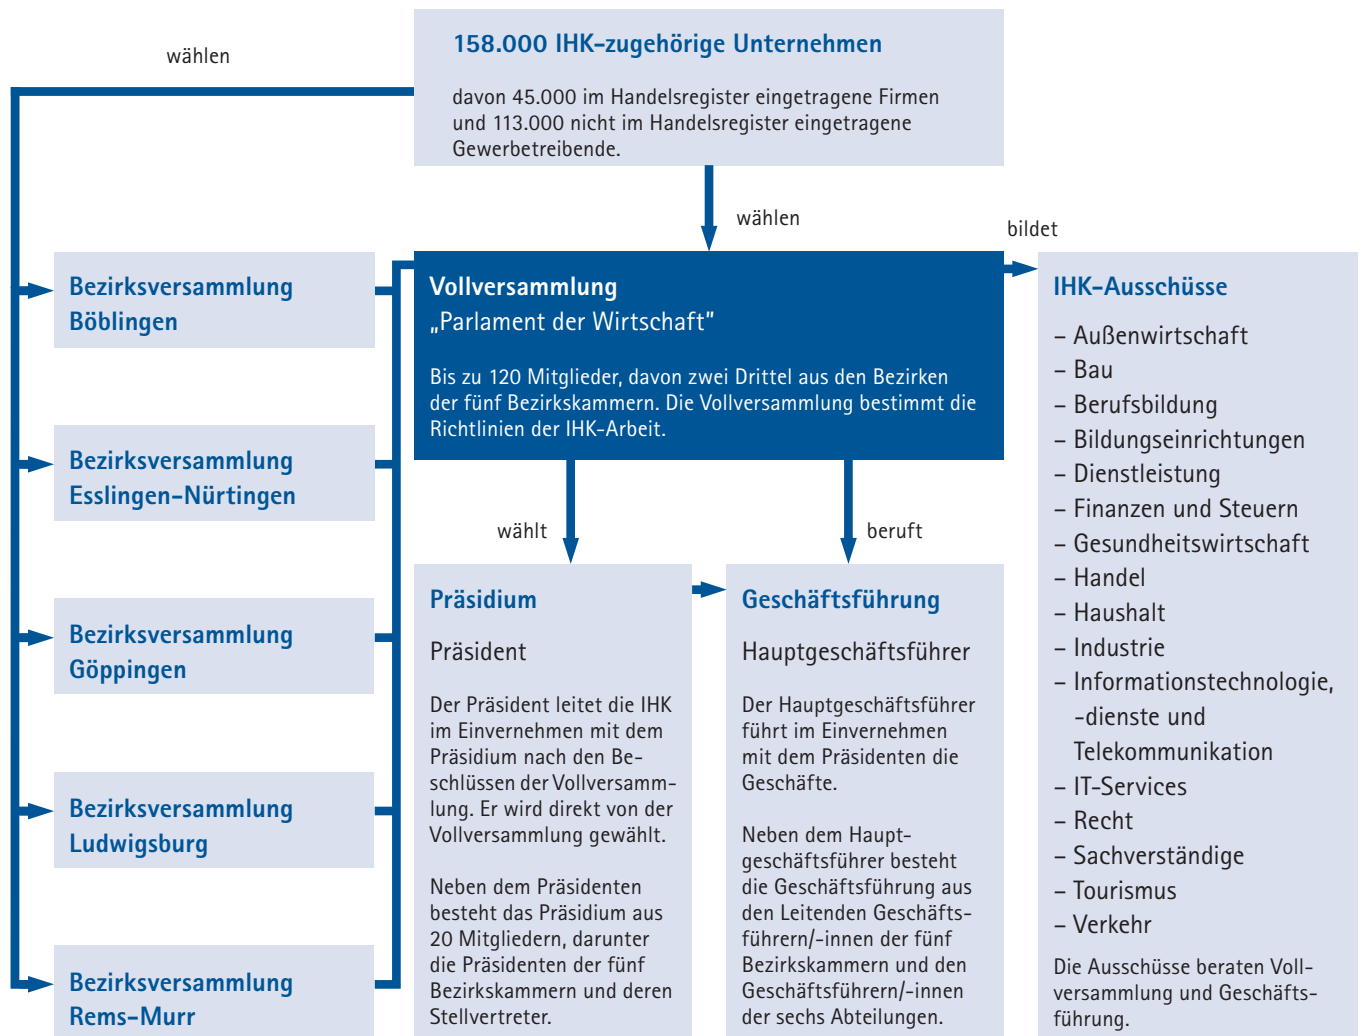 158.000 IHK-zugehörige Unternehmen
davon 45.000 im Handelsregister eingetragene Firmen
und 113.000 nicht im Handelsregister eingetragene
Gewerbetreibende.
wählen
wählen
bildet
Bezirksversammlung
Böblingen
Bezirksversammlung
Esslingen-Nürtingen
Bezirksversammlung
Göppingen
Bezirksversammlung
Ludwigsburg
Bezirksversammlung
Rems-Murr
Vollversammlung
„Parlament der Wirtschaft"
Bis zu 120 Mitglieder, davon zwei Drittel aus den Bezirken
der fünf Bezirkskammern. Die Vollversammlung bestimmt die
Richtlinien der IHK-Arbeit.
wählt
beruft
Präsidium
Präsident
Der Präsident leitet die IHK
im Einvernehmen mit dem
Präsidium nach den Be-
schlüssen der Vollversamm-
lung. Er wird direkt von der
Vollversammlung gewählt.
Neben dem Präsidenten
besteht das Präsidium aus
20 Mitgliedern, darunter
die Präsidenten der fünf
Bezirkskammern und deren
Stellvertreter.
Geschäftsführung
Hauptgeschäftsführer
Der Hauptgeschäftsführer
führt im Einvernehmen
mit dem Präsidenten die
Geschäfte.
Neben dem Haupt-
geschäftsführer besteht
die Geschäftsführung aus
den Leitenden Geschäfts-
führern/-innen der fünf
Bezirkskammern und den
Geschäftsführern/-innen
der sechs Abteilungen.
IHK-Ausschüsse
– Außenwirtschaft
– Bau
– Berufsbildung
– Bildungseinrichtungen
– Dienstleistung
– Finanzen und Steuern
– Gesundheitswirtschaft
– Handel
– Haushalt
– Industrie
– Informationstechnologie,
-dienste und
Telekommunikation
– IT-Services
– Recht
– Sachverständige
– Tourismus
– Verkehr
Die Ausschüsse beraten Voll-
versammlung und Geschäfts-
führung.